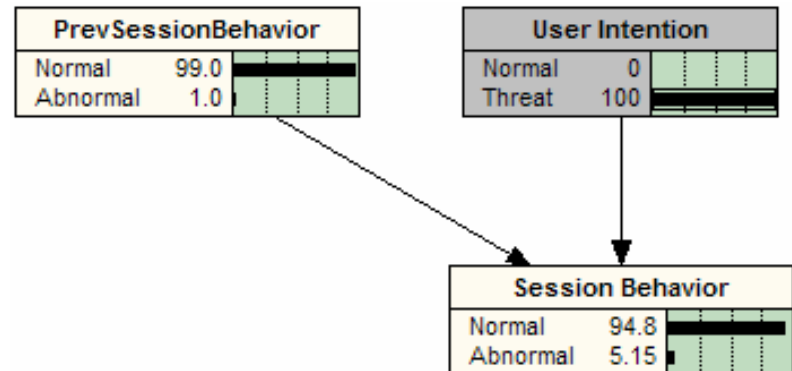 PrevSessionBehavior
Normal 99.0
Abnormal 1.0
User Intention
Normal 0
Threat 100
Session Behavior
Normal 94.8
Abnormal 5.15